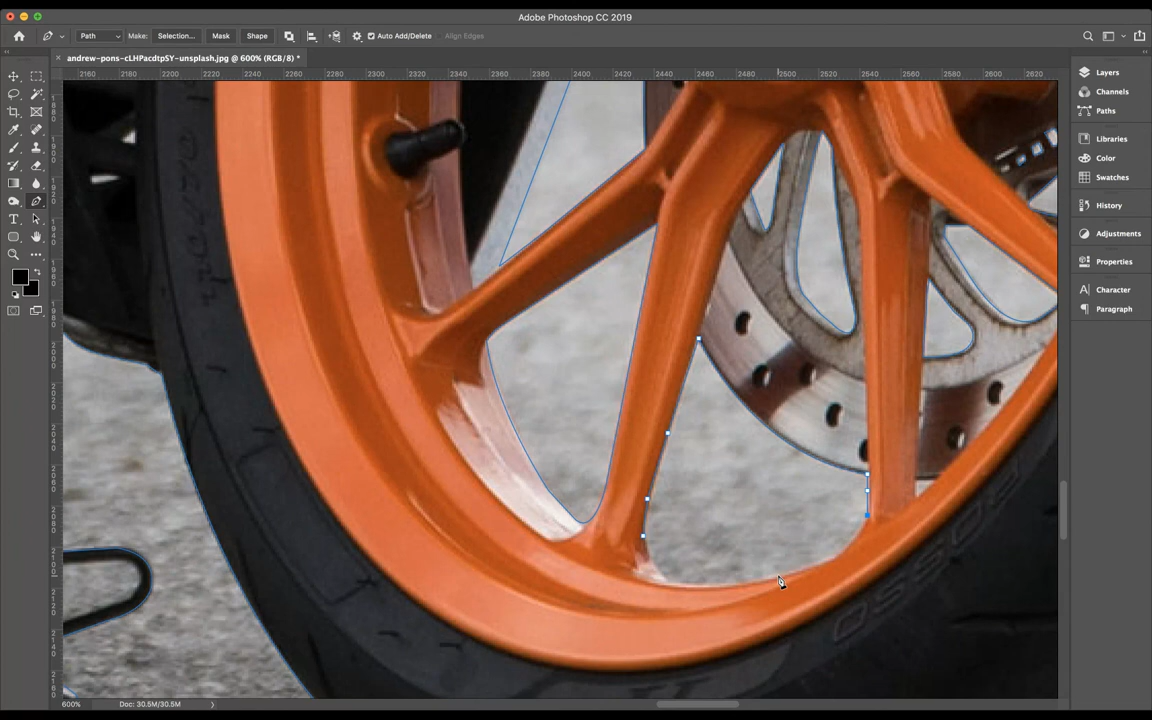 Adobe Photoshop CC 2019
Path Make: Selection... Mask Shape Auto Add/Delete Align Edges
andrew-pons-cLHPacdtpSY-unsplash.jpg @ 600% (RGB/8) *
2160 2180 2200 2220 2240 2260 2280 2300 2320 2340 2360 2380 2400 2420 2440 2460 2480 2500 2520 2540 2560 2580 2600 2620
Layers
Channels
Paths
Libraries
Color
Swatches
History
Adjustments
Properties
Character
Paragraph
600% Doc: 30.5M/30.5M